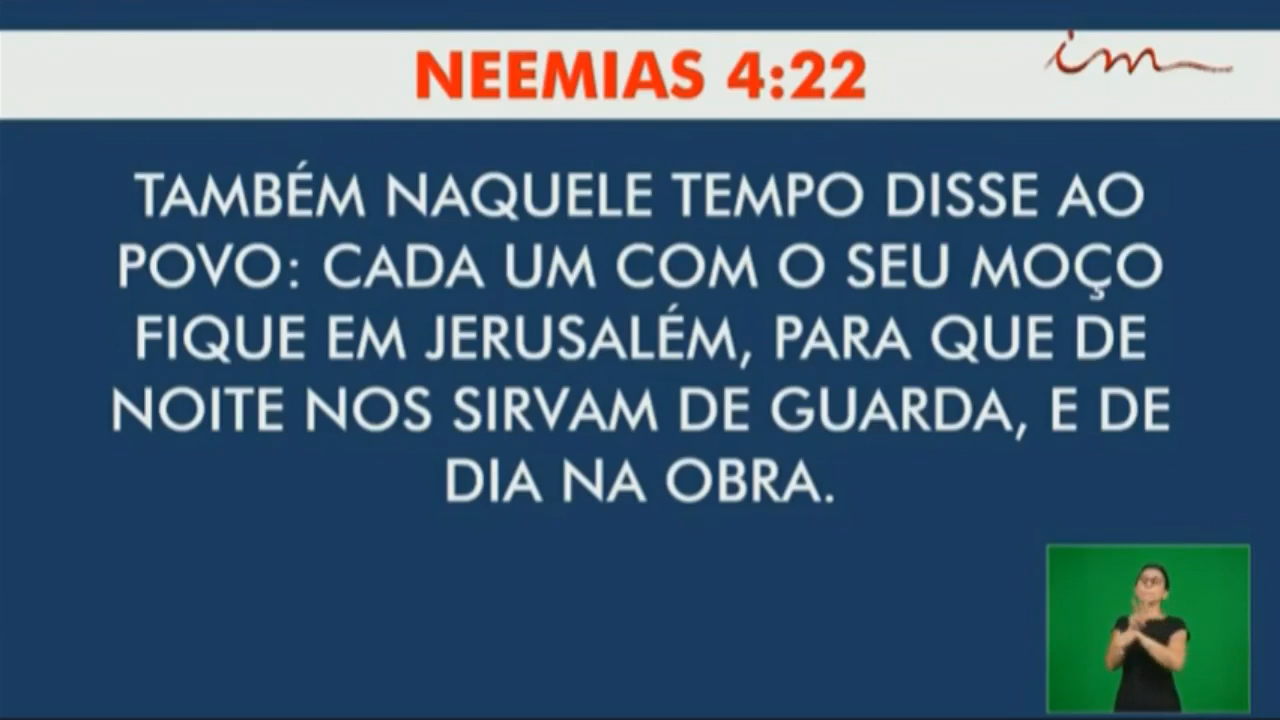 NEEMIAS 4:22
im
TAMBÉM NAQUELE TEMPO DISSE AO
POVO: CADA UM COM O SEU MOÇO
FIQUE EM JERUSALÉM, PARA QUE DE
NOITE NOS SIRVAM DE GUARDA, E DE
DIA NA OBRA.